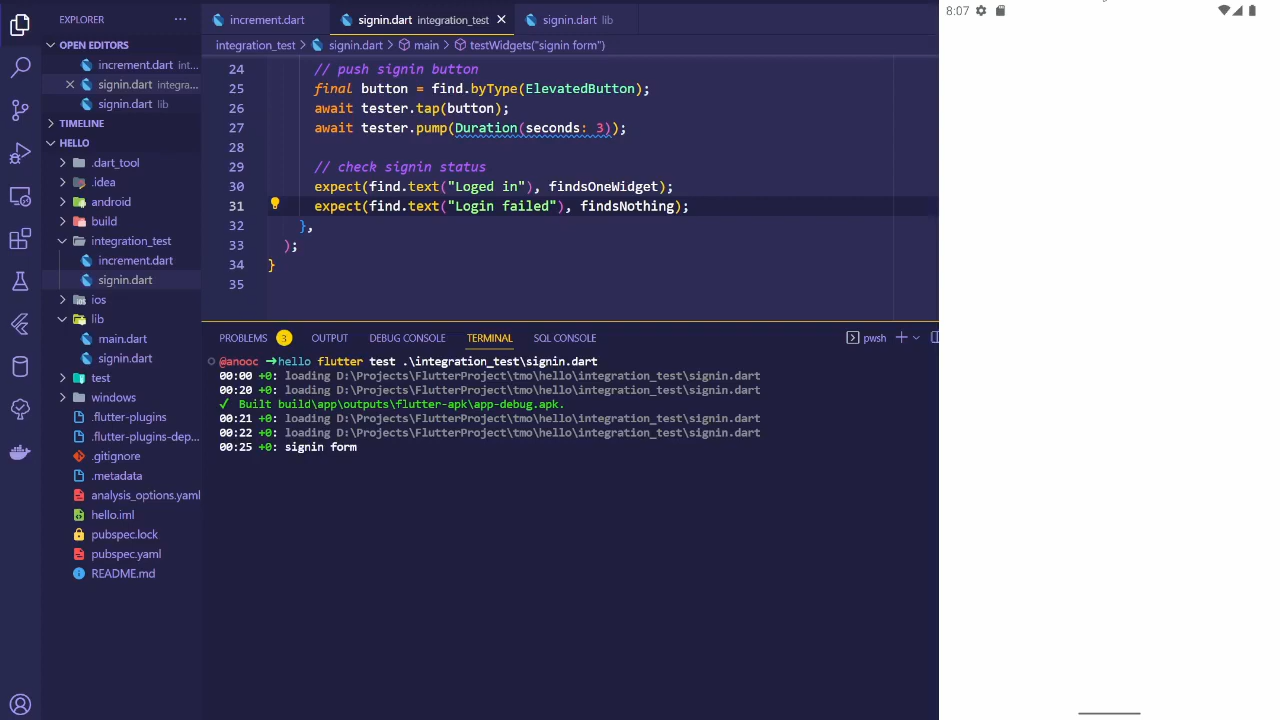 EXPLORER
OPEN EDITORS
increment.dart int...
signin.dart integra...
signin.dart lib
TIMELINE
HELLO
.dart_tool
.idea
android
build
integration_test
increment.dart
signin.dart
ios
lib
main.dart
signin.dart
test
windows
.flutter-plugins
.flutter-plugins-dep...
.gitignore
.metadata
analysis_options.yaml
hello.iml
pubspec.lock
pubspec.yaml
README.md
increment.dart
signin.dart integration_test
signin.dart lib
integration_test > signin.dart > main > testWidgets("signin form")
24 // push signin button
25 final button = find.byType(ElevatedButton);
26 await tester.tap(button);
27 await tester.pump(Duration(seconds: 3));
28
29 // check signin status
30 expect(find.text("Loged in"), findsOneWidget);
31 expect(find.text("Login failed"), findsNothing);
32 },
33 );
34 }
35
PROBLEMS 3 OUTPUT DEBUG CONSOLE TERMINAL SQL CONSOLE pwsh
@anooc ➜hello flutter test .\integration_test\signin.dart
00:00 +0: loading D:\Projects\FlutterProject\tmo\hello\integration_test\signin.dart
00:20 +0: loading D:\Projects\FlutterProject\tmo\hello\integration_test\signin.dart
✓ Built build\app\outputs\flutter-apk\app-debug.apk.
00:21 +0: loading D:\Projects\FlutterProject\tmo\hello\integration_test\signin.dart
00:22 +0: loading D:\Projects\FlutterProject\tmo\hello\integration_test\signin.dart
00:25 +0: signin form
8:07